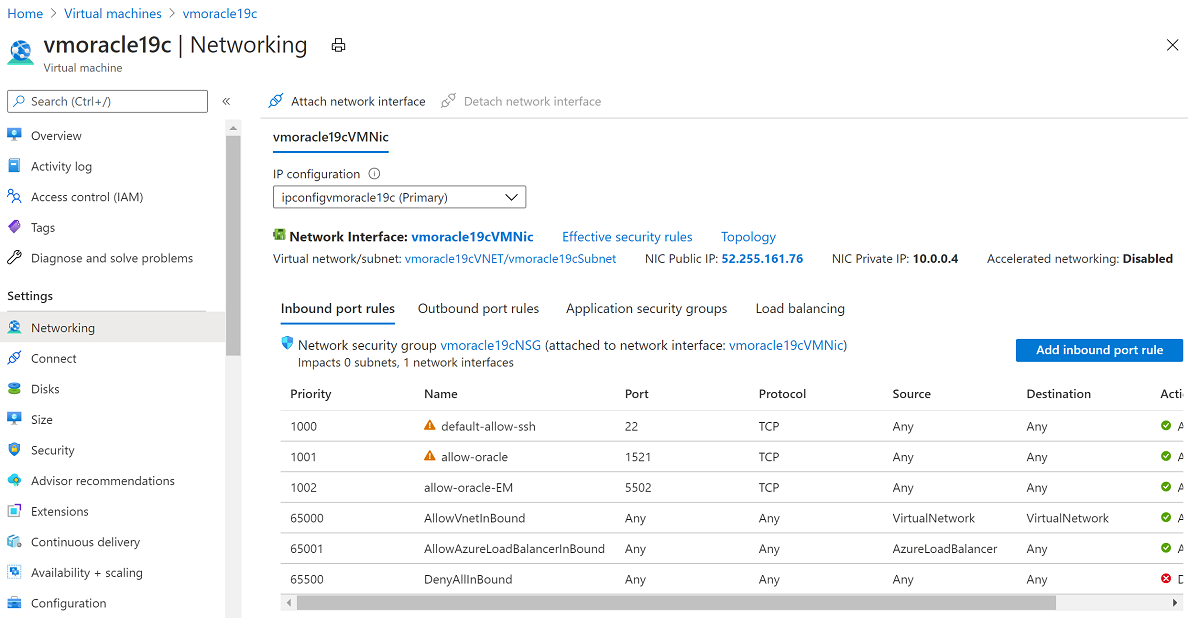 Home > Virtual machines > vmoracle19c
vmoracle19c | Networking
Virtual machine
Search (Ctrl+/)
«
Overview
Activity log
Access control (IAM)
Tags
Diagnose and solve problems
Settings
Networking
Connect
Disks
Size
Security
Advisor recommendations
Extensions
Continuous delivery
Availability + scaling
Configuration
Attach network interface Detach network interface
vmoracle19cVMNic
IP configuration
ipconfigvmoracle19c (Primary)
Network Interface: vmoracle19cVMNic Effective security rules Topology
Virtual network/subnet: vmoracle19cVNET/vmoracle19cSubnet NIC Public IP: 52.255.161.76 NIC Private IP: 10.0.0.4 Accelerated networking: Disabled
Inbound port rules Outbound port rules Application security groups Load balancing
Network security group vmoracle19cNSG (attached to network interface: vmoracle19cVMNic)
Impacts 0 subnets, 1 network interfaces
Add inbound port rule
Priority Name Port Protocol Source Destination Acti
1000 default-allow-ssh 22 TCP Any Any A
1001 allow-oracle 1521 TCP Any Any A
1002 allow-oracle-EM 5502 TCP Any Any A
65000 AllowVnetInBound Any Any VirtualNetwork VirtualNetwork A
65001 AllowAzureLoadBalancerInBound Any Any AzureLoadBalancer Any A
65500 DenyAllInBound Any Any Any Any D